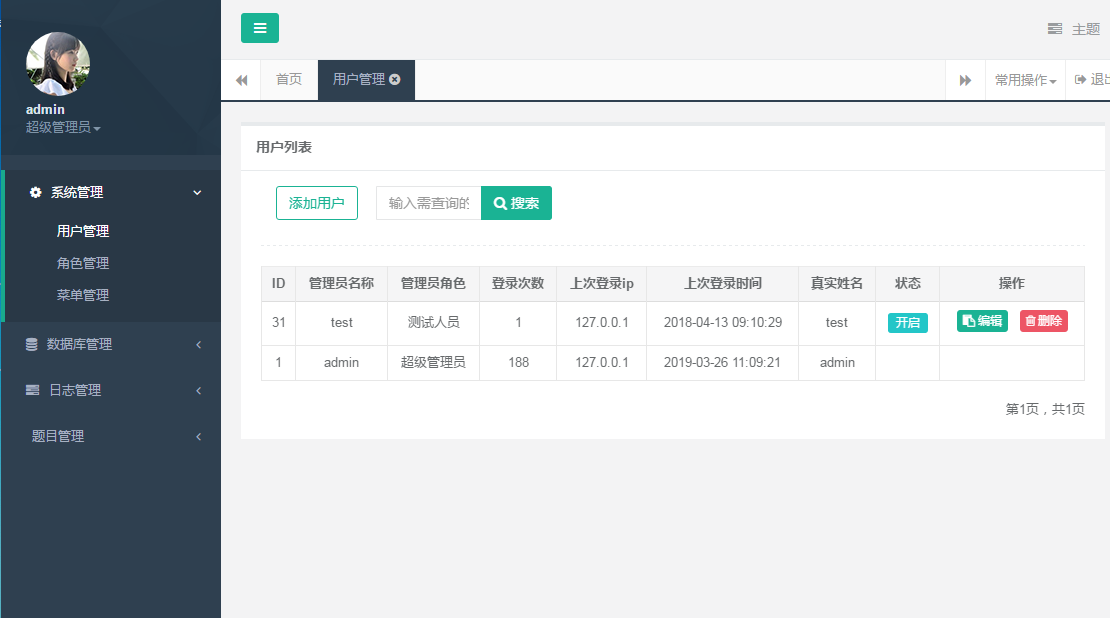 主题
首页
用户管理
常用操作
退出
admin
超级管理员
系统管理
用户管理
角色管理
菜单管理
数据库管理
日志管理
题目管理
用户列表
添加用户 输入需查询的 搜索
ID 管理员名称 管理员角色 登录次数 上次登录ip 上次登录时间 真实姓名 状态 操作
31 test 测试人员 1 127.0.0.1 2018-04-13 09:10:29 test 开启 编辑 删除
1 admin 超级管理员 188 127.0.0.1 2019-03-26 11:09:21 admin
第1页，共1页